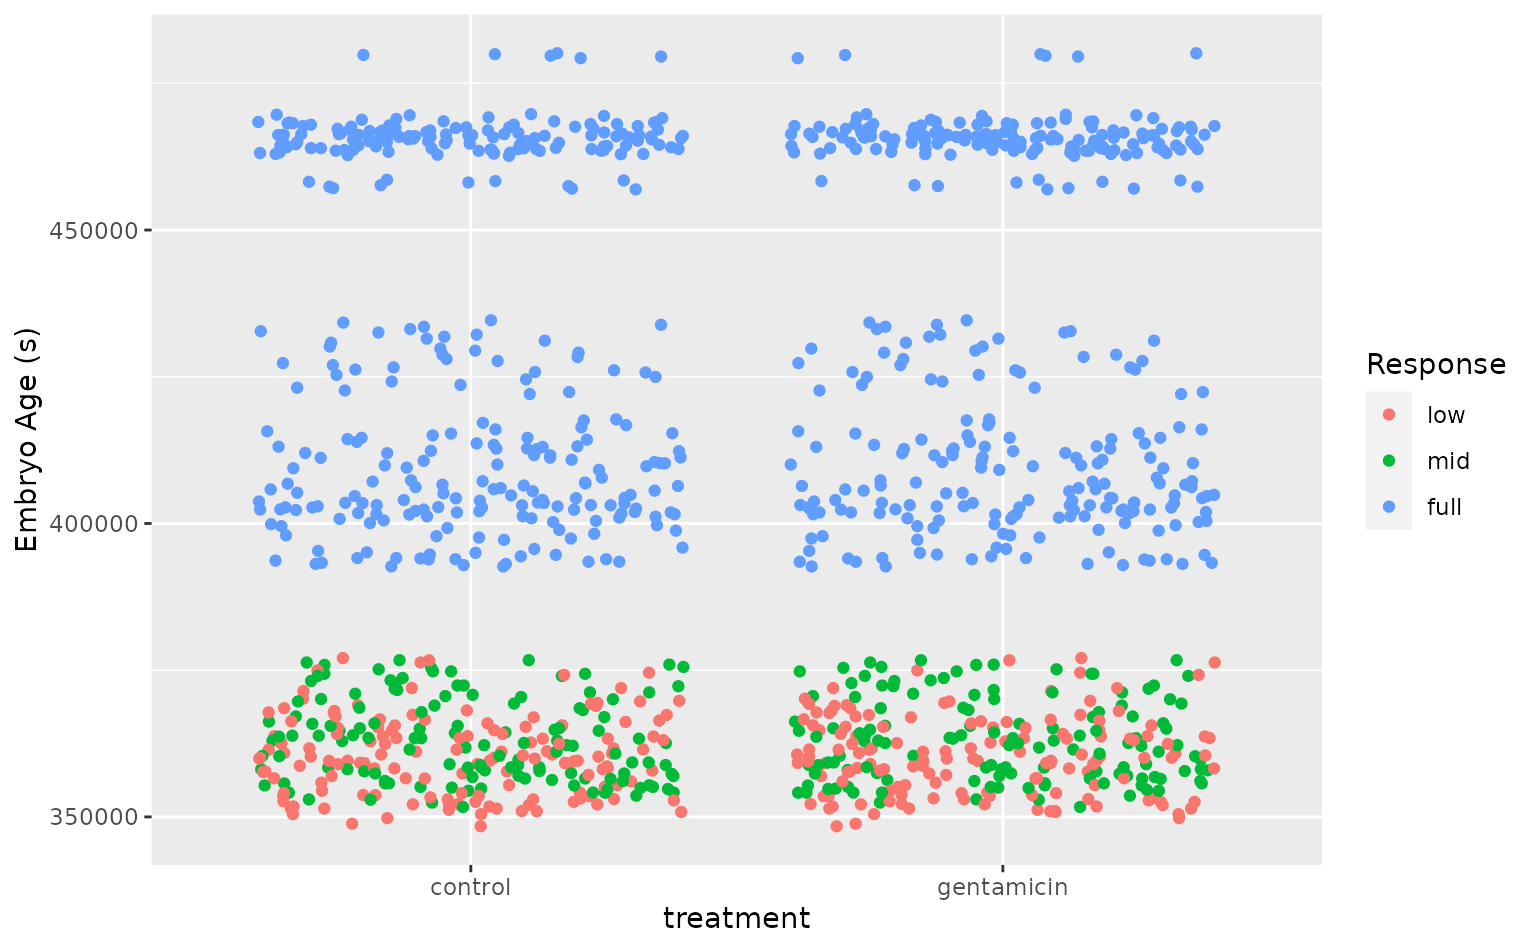 Embryo Age (s)
450000
400000
350000
control gentamicin
treatment
Response
low
mid
full